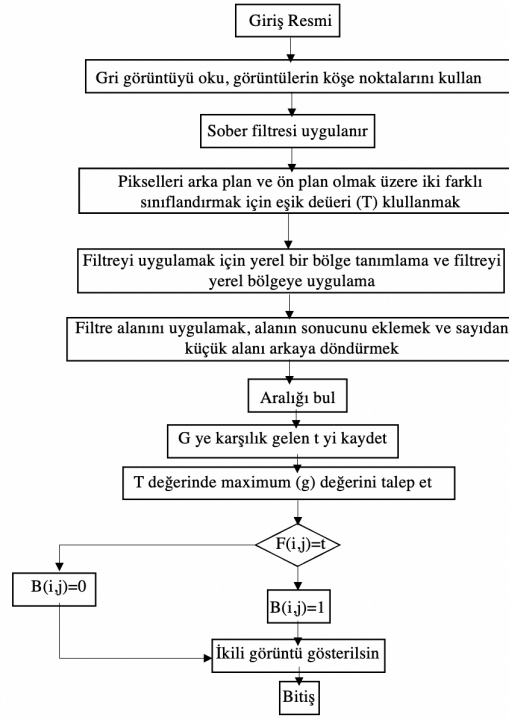 Giriş Resmi
Gri görüntüyü oku, görüntülerin köşe noktalarını kullan
Sober filtresi uygulanır
Pikselleri arka plan ve ön plan olmak üzere iki farklı
sınıflandırmak için eşik deüeri (T) klullanmak
Filtreyi uygulamak için yerel bir bölge tanımlama ve filtreyi
yerel bölgeye uygulama
Filtre alanını uygulamak, alanın sonucunu eklemek ve sayıdan
küçük alanı arkaya döndürmek
Aralığı bul
G ye karşılık gelen t yi kaydet
T değerinde maximum (g) değerini talep et
F(i,j)=t
B(i,j)=0
B(i,j)=1
İkili görüntü gösterilsin
Bitiş